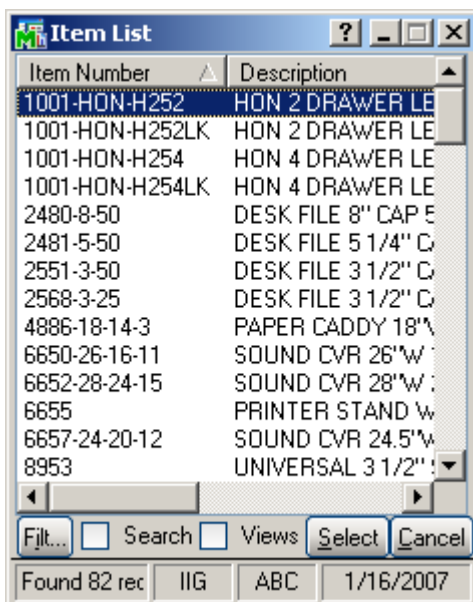 Item List
Item Number Description
1001-HON-H252 HON 2 DRAWER LE
1001-HON-H252LK HON 2 DRAWER LE
1001-HON-H254 HON 4 DRAWER LE
1001-HON-H254LK HON 4 DRAWER LE
2480-8-50 DESK FILE 8" CAP 5
2481-5-50 DESK FILE 5 1/4" CA
2551-3-50 DESK FILE 3 1/2" CA
2568-3-25 DESK FILE 3 1/2" CA
4886-18-14-3 PAPER CADDY 18"W
6650-26-16-11 SOUND CVR 26"W
6652-28-24-15 SOUND CVR 28"W
6655 PRINTER STAND W
6657-24-20-12 SOUND CVR 24.5"W
8953 UNIVERSAL 3 1/2"
Filt... Search Views Select Cancel
Found 82 rec IIG ABC 1/16/2007